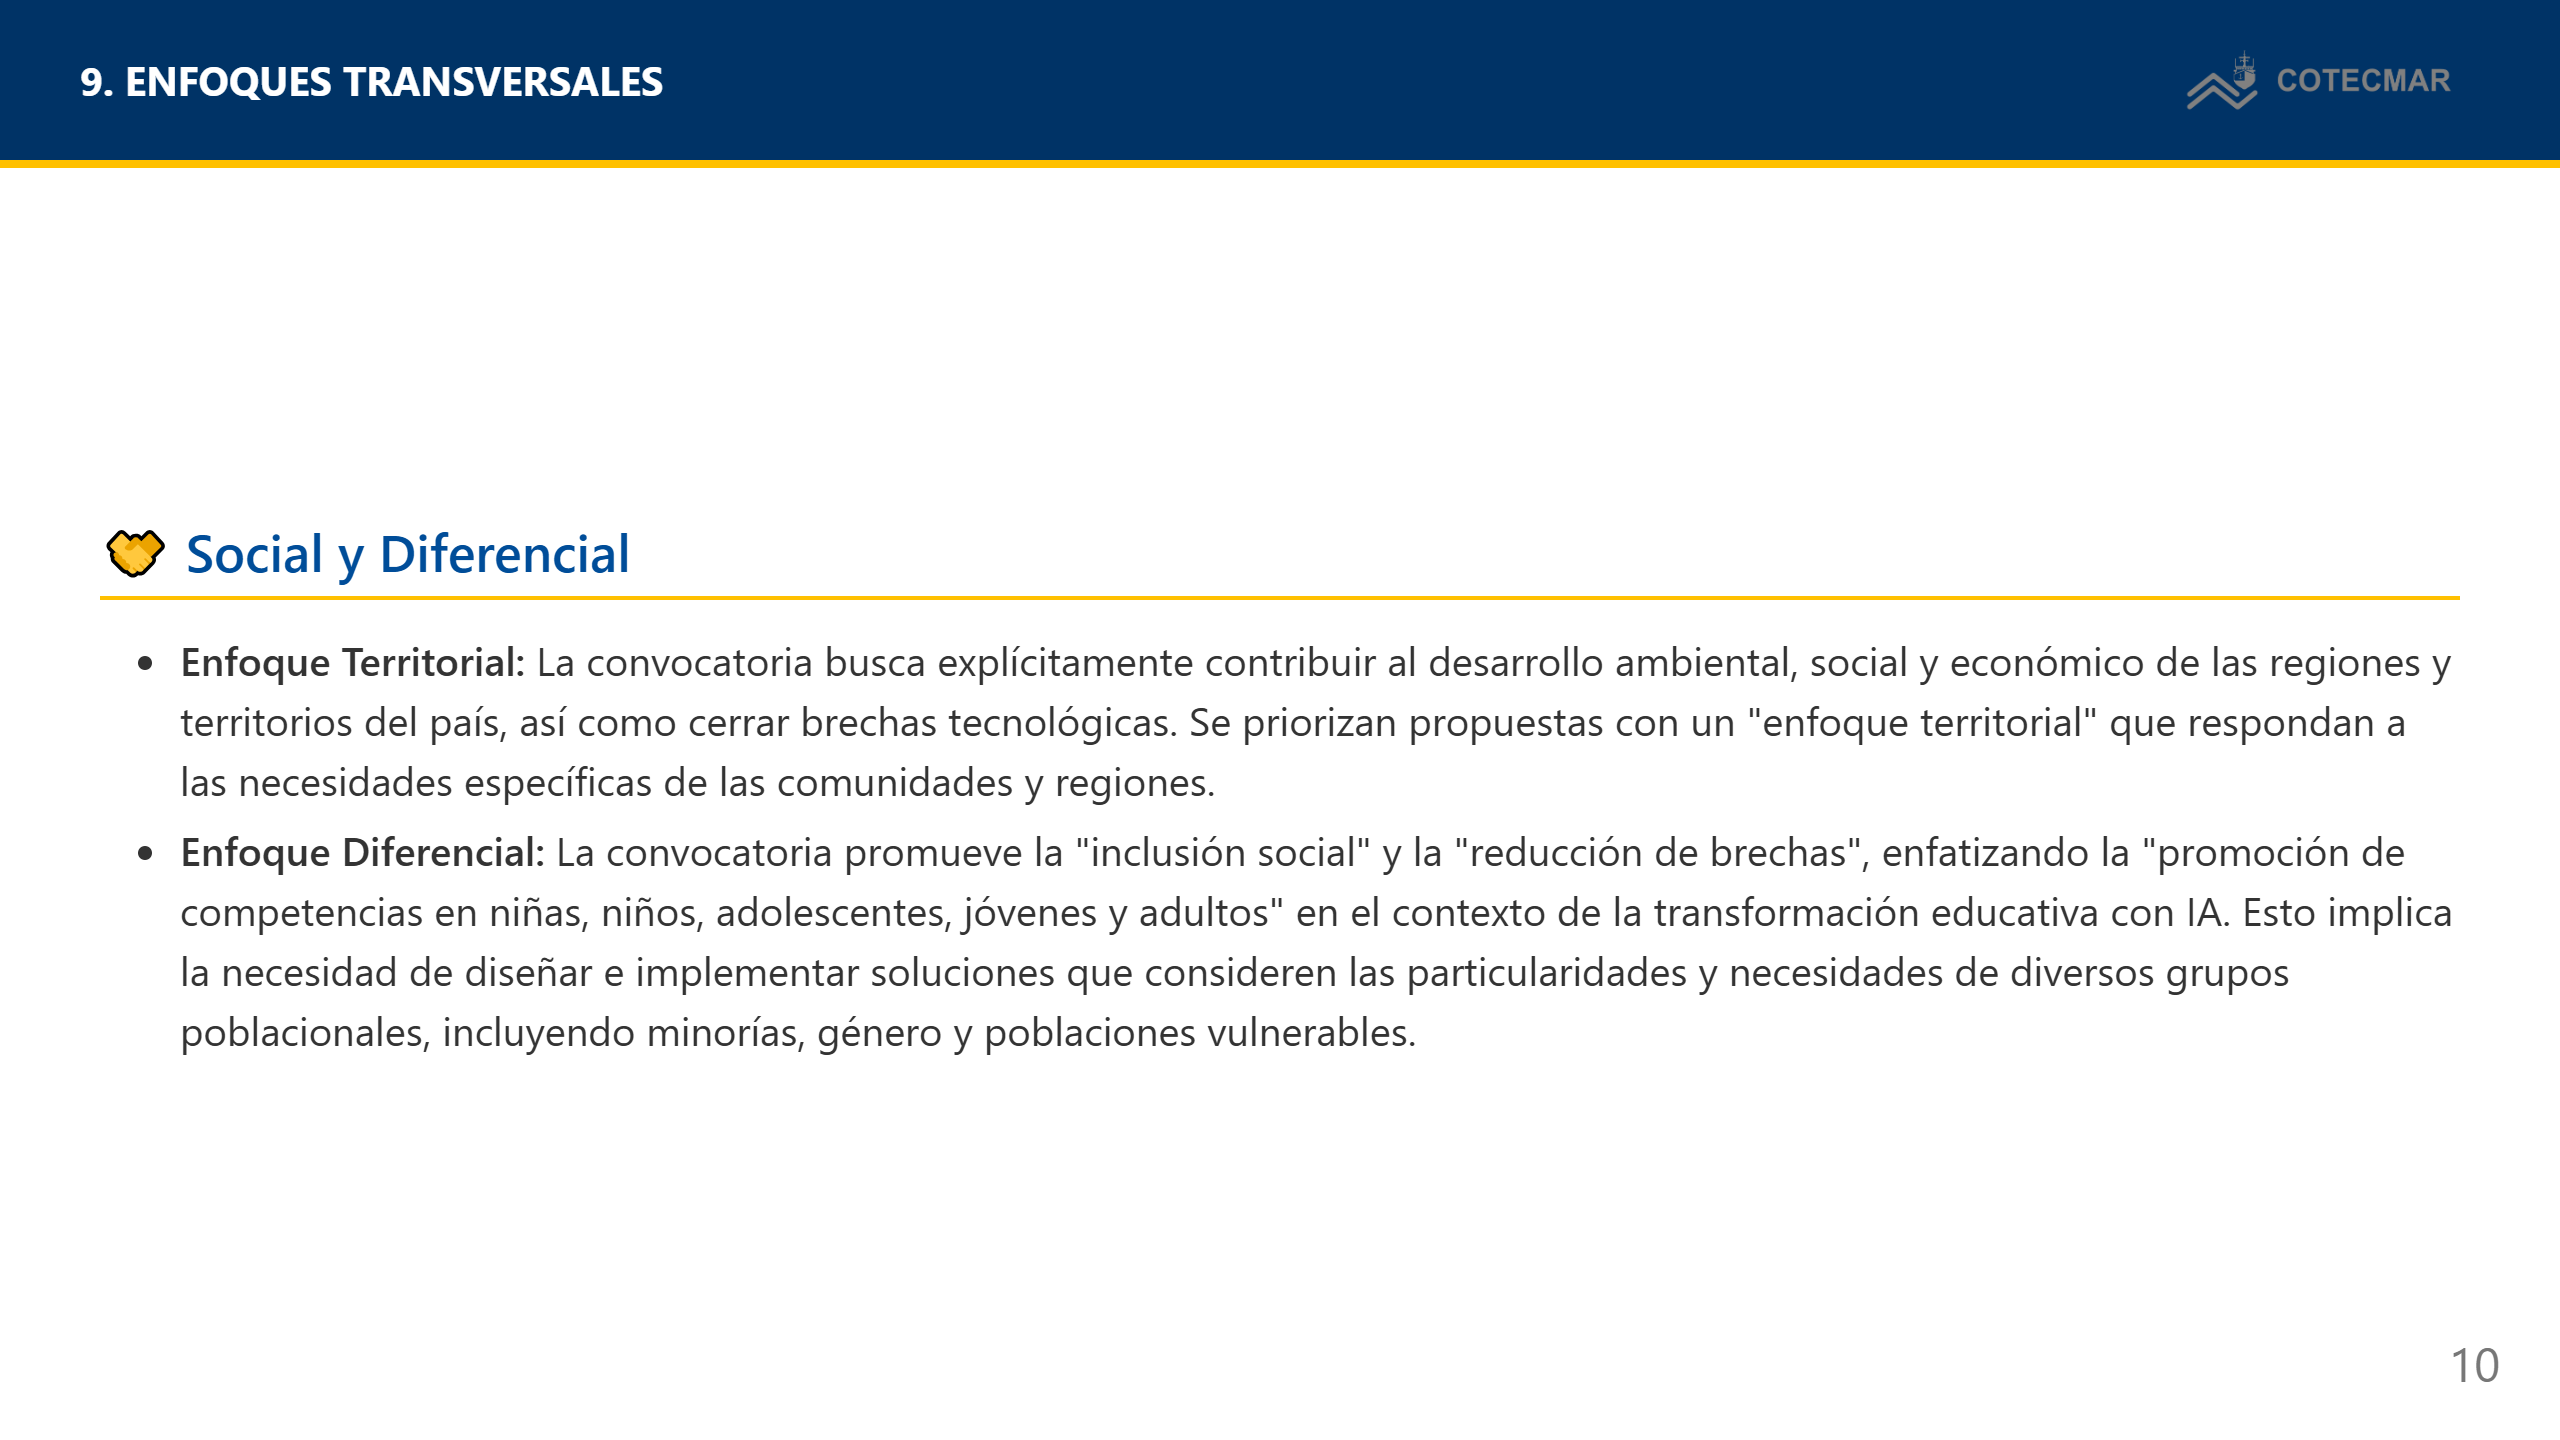 9. ENFOQUES TRANSVERSALES
COTECMAR
Social y Diferencial
• Enfoque Territorial: La convocatoria busca explícitamente contribuir al desarrollo ambiental, social y económico de las regiones y
territorios del país, así como cerrar brechas tecnológicas. Se priorizan propuestas con un "enfoque territorial" que respondan a
las necesidades específicas de las comunidades y regiones.
• Enfoque Diferencial: La convocatoria promueve la "inclusión social" y la "reducción de brechas", enfatizando la "promoción de
competencias en niñas, niños, adolescentes, jóvenes y adultos" en el contexto de la transformación educativa con IA. Esto implica
la necesidad de diseñar e implementar soluciones que consideren las particularidades y necesidades de diversos grupos
poblacionales, incluyendo minorías, género y poblaciones vulnerables.
10